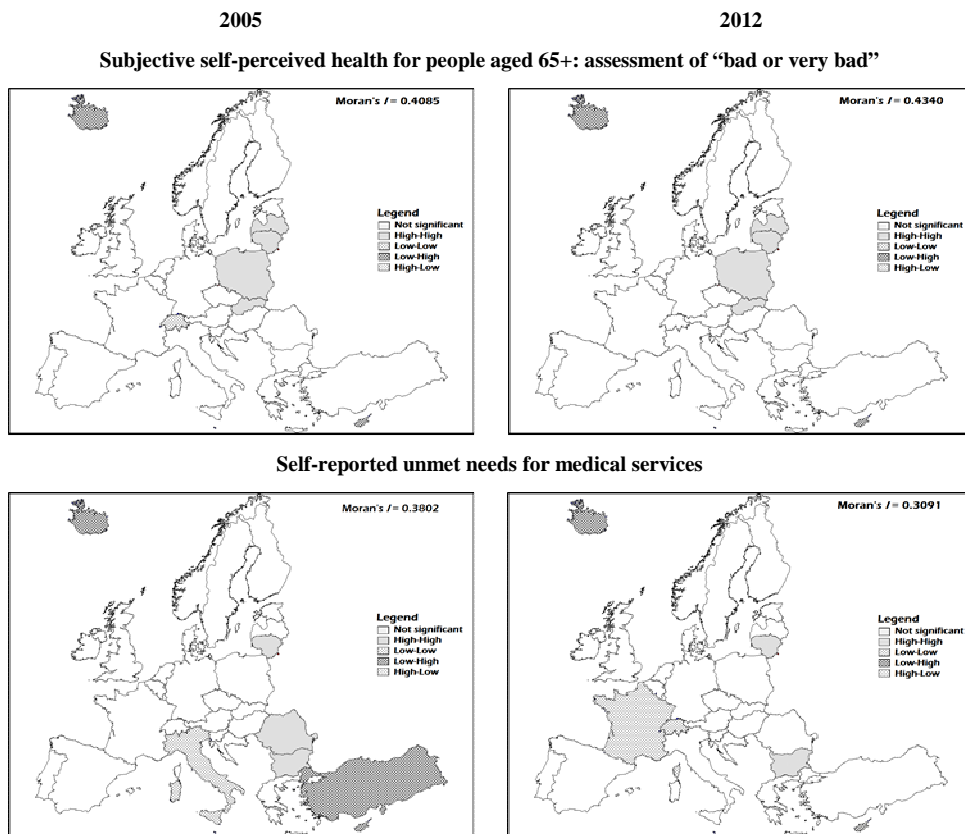 2005
2012
Subjective self-perceived health for people aged 65+: assessment of “bad or very bad”
Moran's I = 0.4085
Legend
Not significant
High-High
Low-Low
Low-High
High-Low
Moran's I = 0.4340
Legend
Not significant
High-High
Low-Low
Low-High
High-Low
Self-reported unmet needs for medical services
Moran's I = 0.3802
Legend
Not significant
High-High
Low-Low
Low-High
High-Low
Moran's I = 0.3091
Legend
Not significant
High-High
Low-Low
Low-High
High-Low